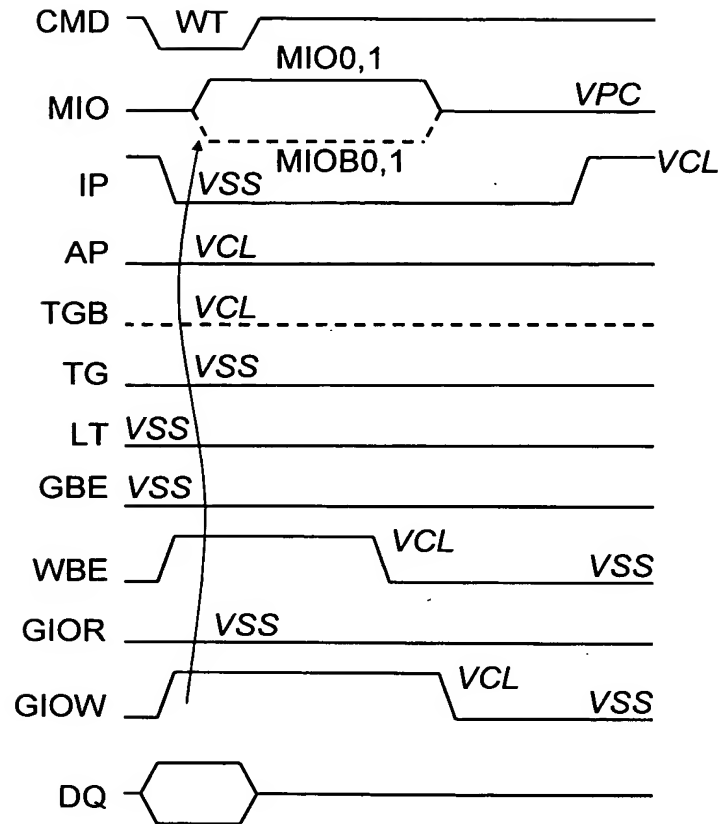 CMD WT
MIO0,1
MIO VPC
MIOB0,1
IP VSS VCL
AP VCL
TGB VCL
TG VSS
LT VSS
GBE VSS
WBE VCL VSS
GIOR VSS
GIOW VCL VSS
DQ